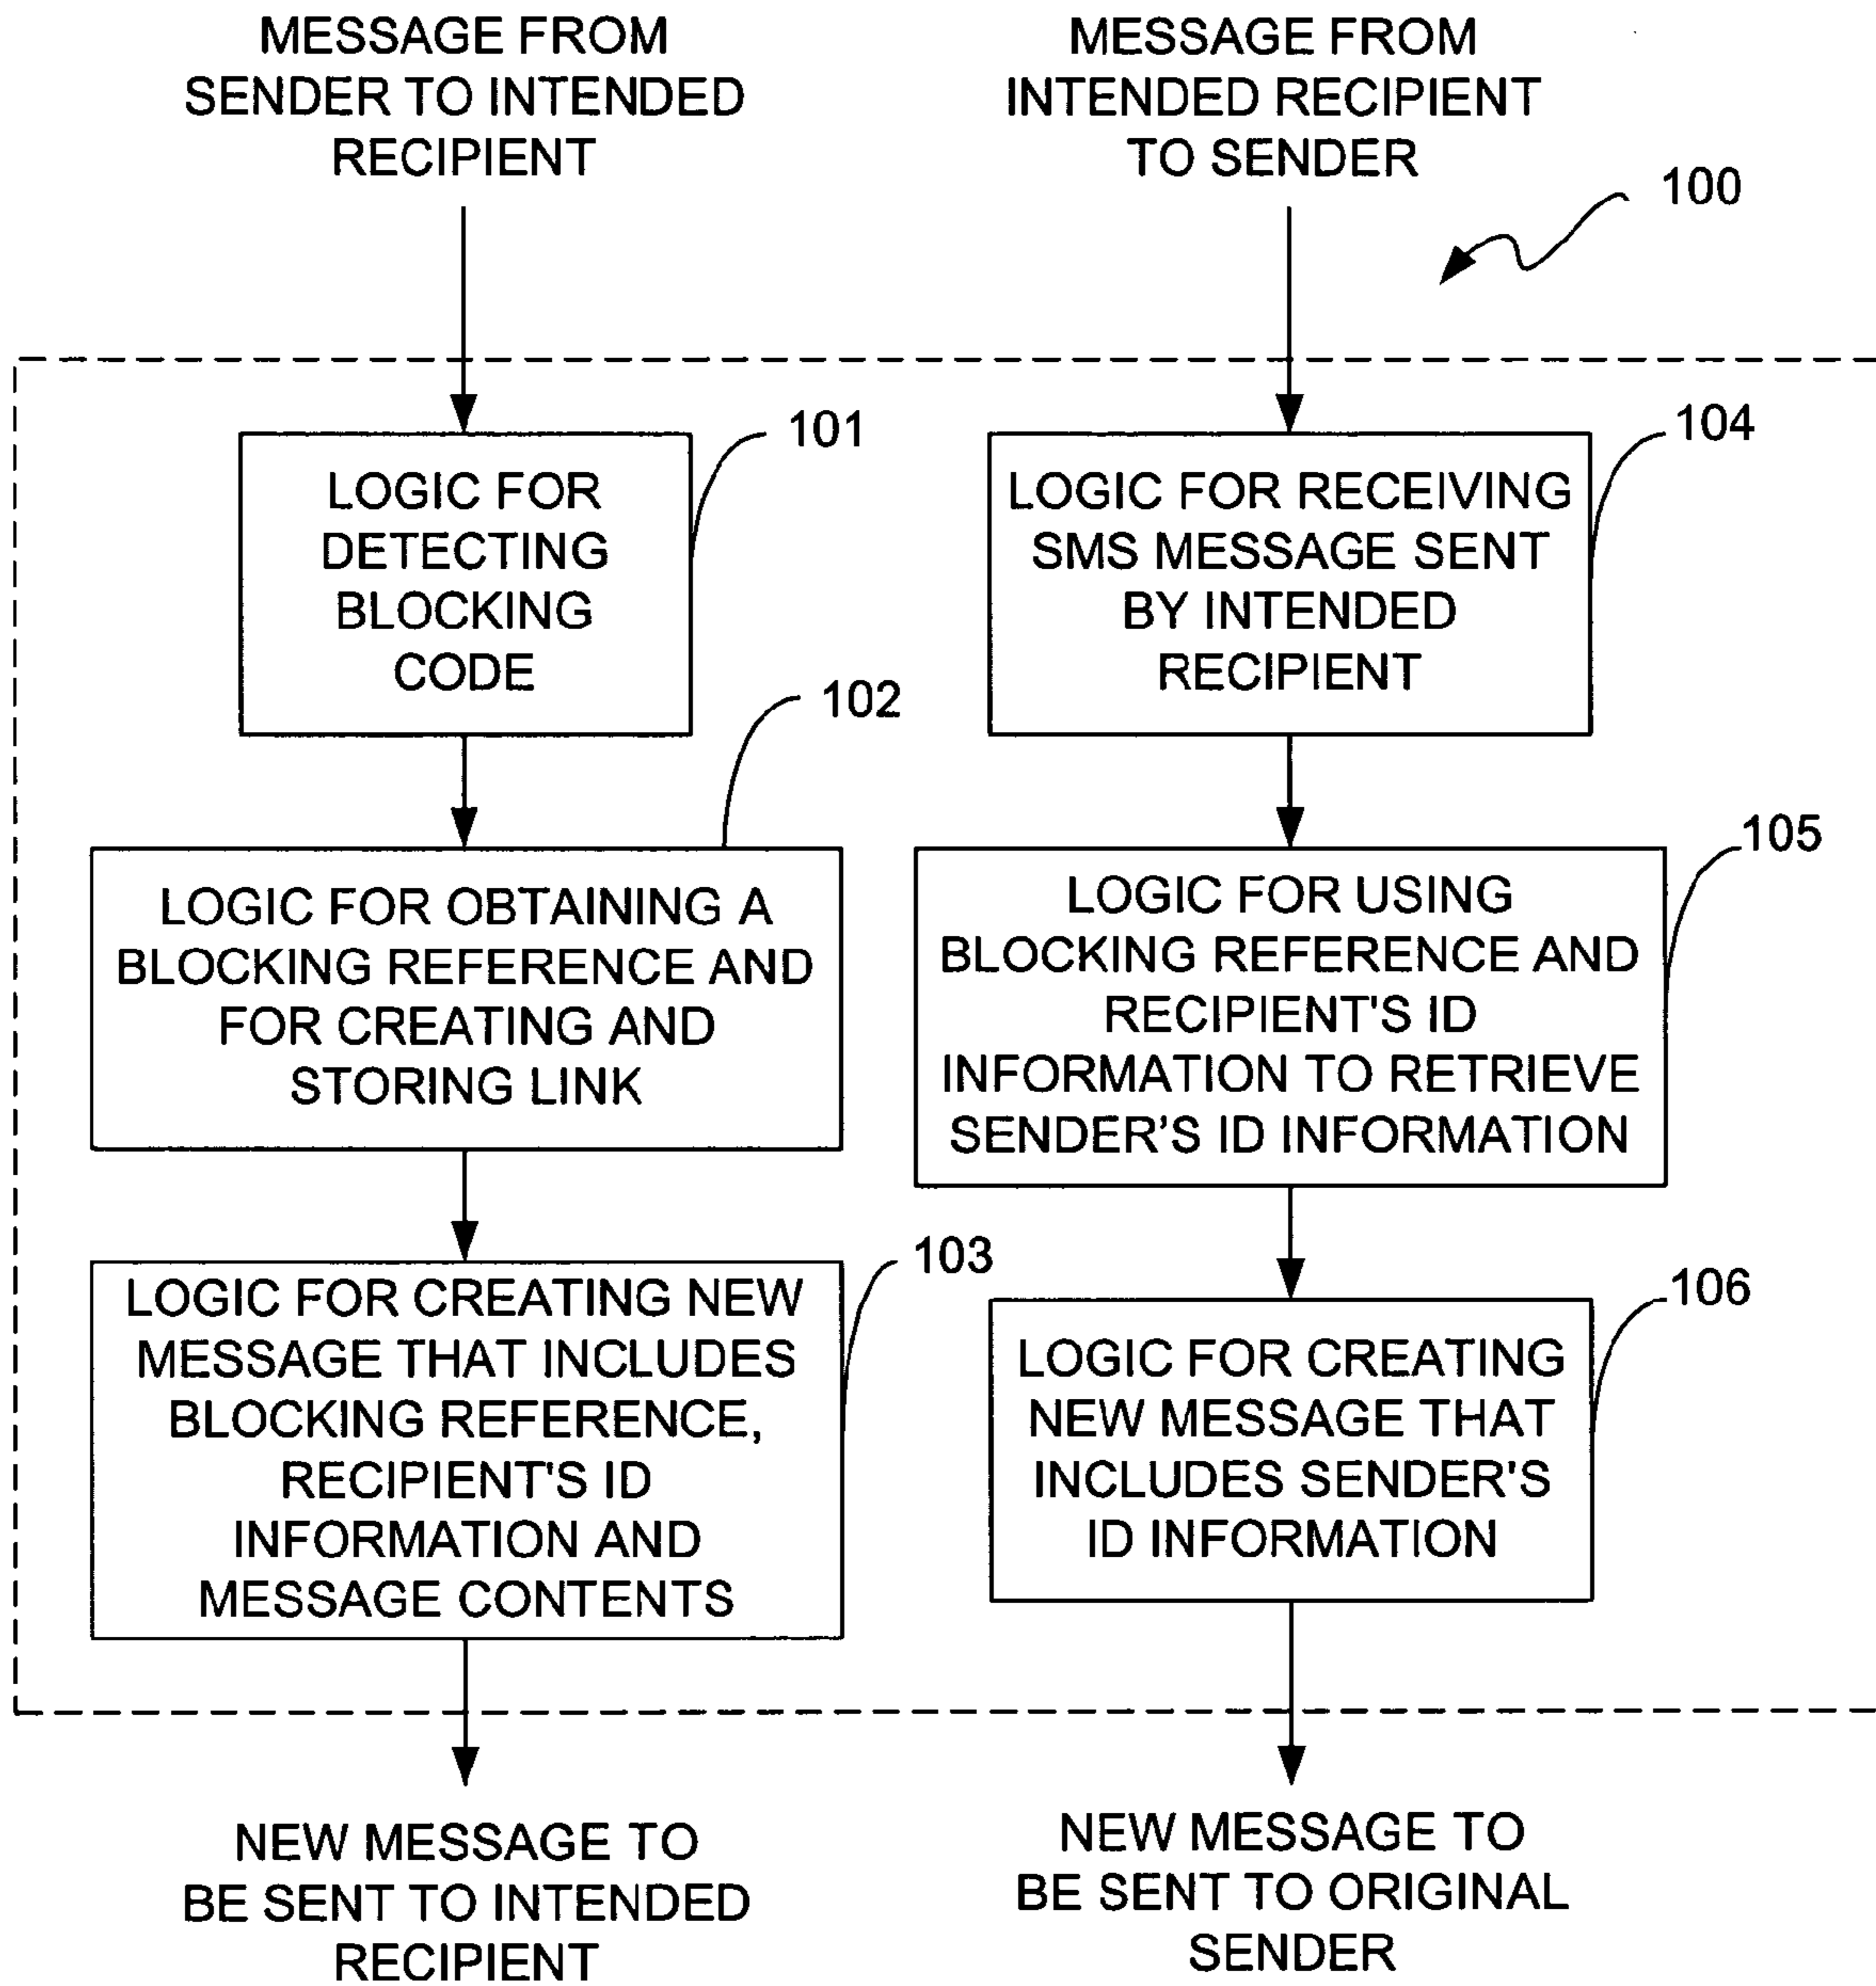 MESSAGE FROM
SENDER TO INTENDED
RECIPIENT
MESSAGE FROM
INTENDED RECIPIENT
TO SENDER
100
101
LOGIC FOR
DETECTING
BLOCKING
CODE
104
LOGIC FOR RECEIVING
SMS MESSAGE SENT
BY INTENDED
RECIPIENT
102
LOGIC FOR OBTAINING A
BLOCKING REFERENCE AND
FOR CREATING AND
STORING LINK
105
LOGIC FOR USING
BLOCKING REFERENCE AND
RECIPIENT'S ID
INFORMATION TO RETRIEVE
SENDER'S ID INFORMATION
103
LOGIC FOR CREATING NEW
MESSAGE THAT INCLUDES
BLOCKING REFERENCE,
RECIPIENT'S ID
INFORMATION AND
MESSAGE CONTENTS
106
LOGIC FOR CREATING
NEW MESSAGE THAT
INCLUDES SENDER'S
ID INFORMATION
NEW MESSAGE TO
BE SENT TO INTENDED
RECIPIENT
NEW MESSAGE TO
BE SENT TO ORIGINAL
SENDER